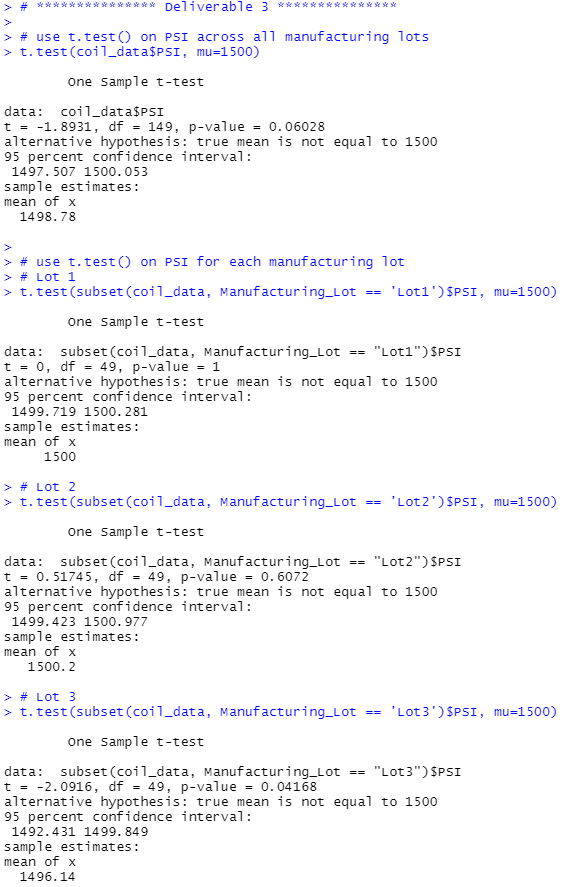 > # *************** Deliverable 3 ***************
>
> # use t.test() on PSI across all manufacturing lots
> t.test(coil_data$PSI, mu=1500)
One Sample t-test
data:  coil_data$PSI
t = -1.8931, df = 149, p-value = 0.06028
alternative hypothesis: true mean is not equal to 1500
95 percent confidence interval:
1497.507 1500.053
sample estimates:
mean of x
1498.78
>
> # use t.test() on PSI for each manufacturing lot
> # Lot 1
> t.test(subset(coil_data, Manufacturing_Lot == 'Lot1')$PSI, mu=1500)
One Sample t-test
data:  subset(coil_data, Manufacturing_Lot == "Lot1")$PSI
t = 0, df = 49, p-value = 1
alternative hypothesis: true mean is not equal to 1500
95 percent confidence interval:
1499.719 1500.281
sample estimates:
mean of x
1500
> # Lot 2
> t.test(subset(coil_data, Manufacturing_Lot == 'Lot2')$PSI, mu=1500)
One Sample t-test
data:  subset(coil_data, Manufacturing_Lot == "Lot2")$PSI
t = 0.51745, df = 49, p-value = 0.6072
alternative hypothesis: true mean is not equal to 1500
95 percent confidence interval:
1499.423 1500.977
sample estimates:
mean of x
1500.2
> # Lot 3
> t.test(subset(coil_data, Manufacturing_Lot == 'Lot3')$PSI, mu=1500)
One Sample t-test
data:  subset(coil_data, Manufacturing_Lot == "Lot3")$PSI
t = -2.0916, df = 49, p-value = 0.04168
alternative hypothesis: true mean is not equal to 1500
95 percent confidence interval:
1492.431 1499.849
sample estimates:
mean of x
1496.14